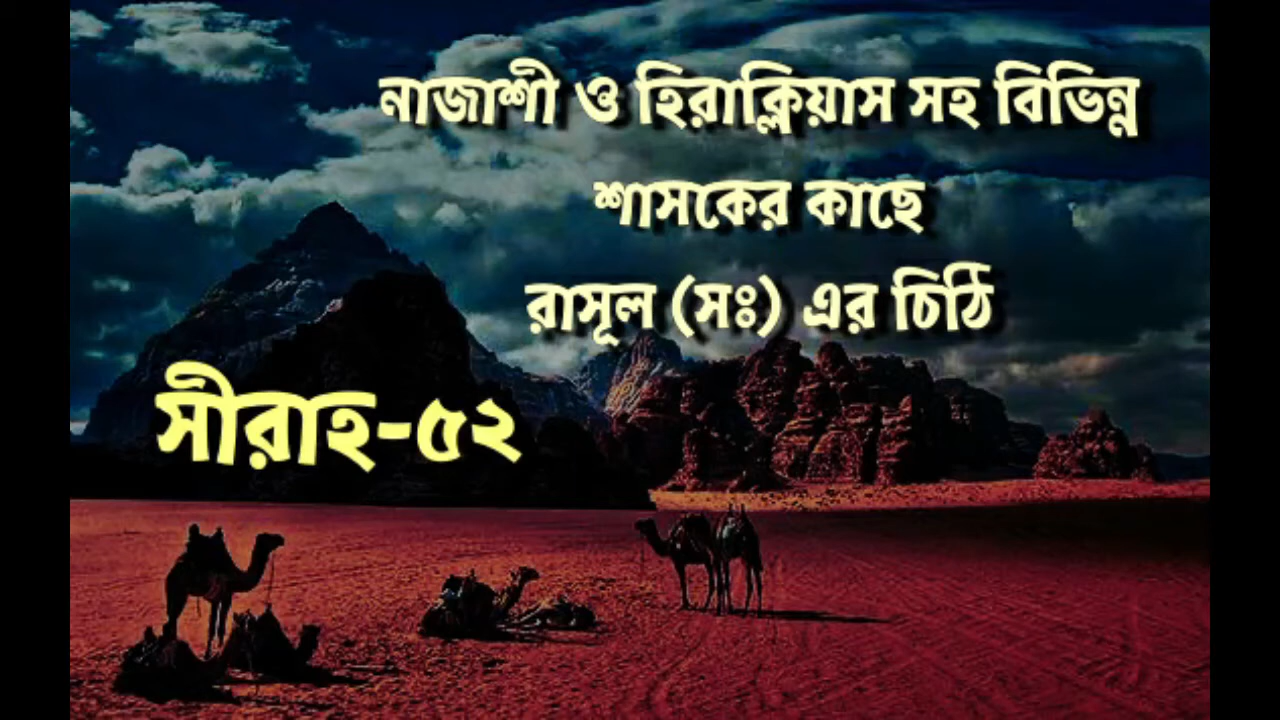 নাজাশী ও হিরাক্লিয়াস সহ বিভিন্ন
শাসকের কাছে
রাসূল (সঃ) এর চিঠি
সীরাহ-৫২